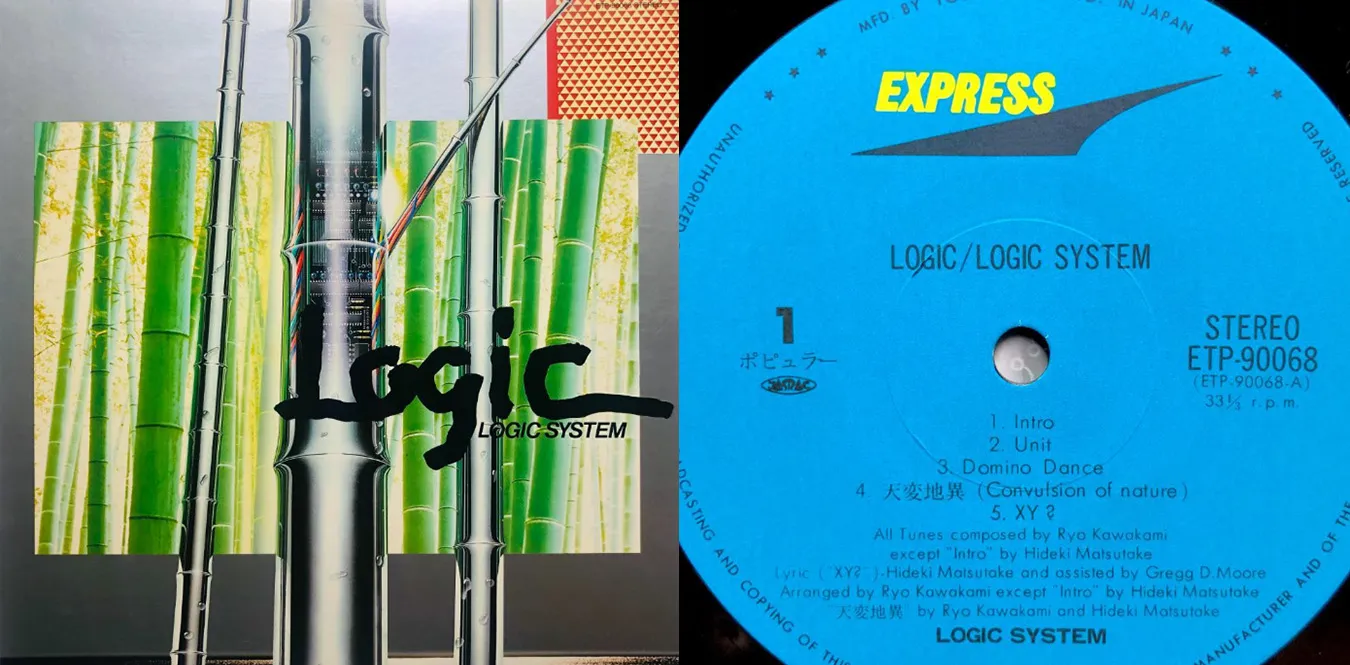 Logic
LOGIC SYSTEM
MFD. BY
IN JAPAN
EXPRESS
UNAUTHORIZED
RESERVED
LOGIC/LOGIC SYSTEM
1
ポピュラー
STEREO
ETP-90068
(ETP-90068-A)
33⅓ r.p.m.
1. Intro
2. Unit
3. Domino Dance
4. 天変地異 (Convulsion of nature)
5. XY?
All Tunes composed by Ryo Kawakami
except "Intro" by Hideki Matsutake
Lyric ("XY?")-Hideki Matsutake and assisted by Gregg D.Moore
Arranged by Ryo Kawakami except "Intro" by Hideki Matsutake
天変地異 by Ryo Kawakami and Hideki Matsutake
LOGIC SYSTEM
AND COPYING OF THIS
MANUFACTURER AND OF THE